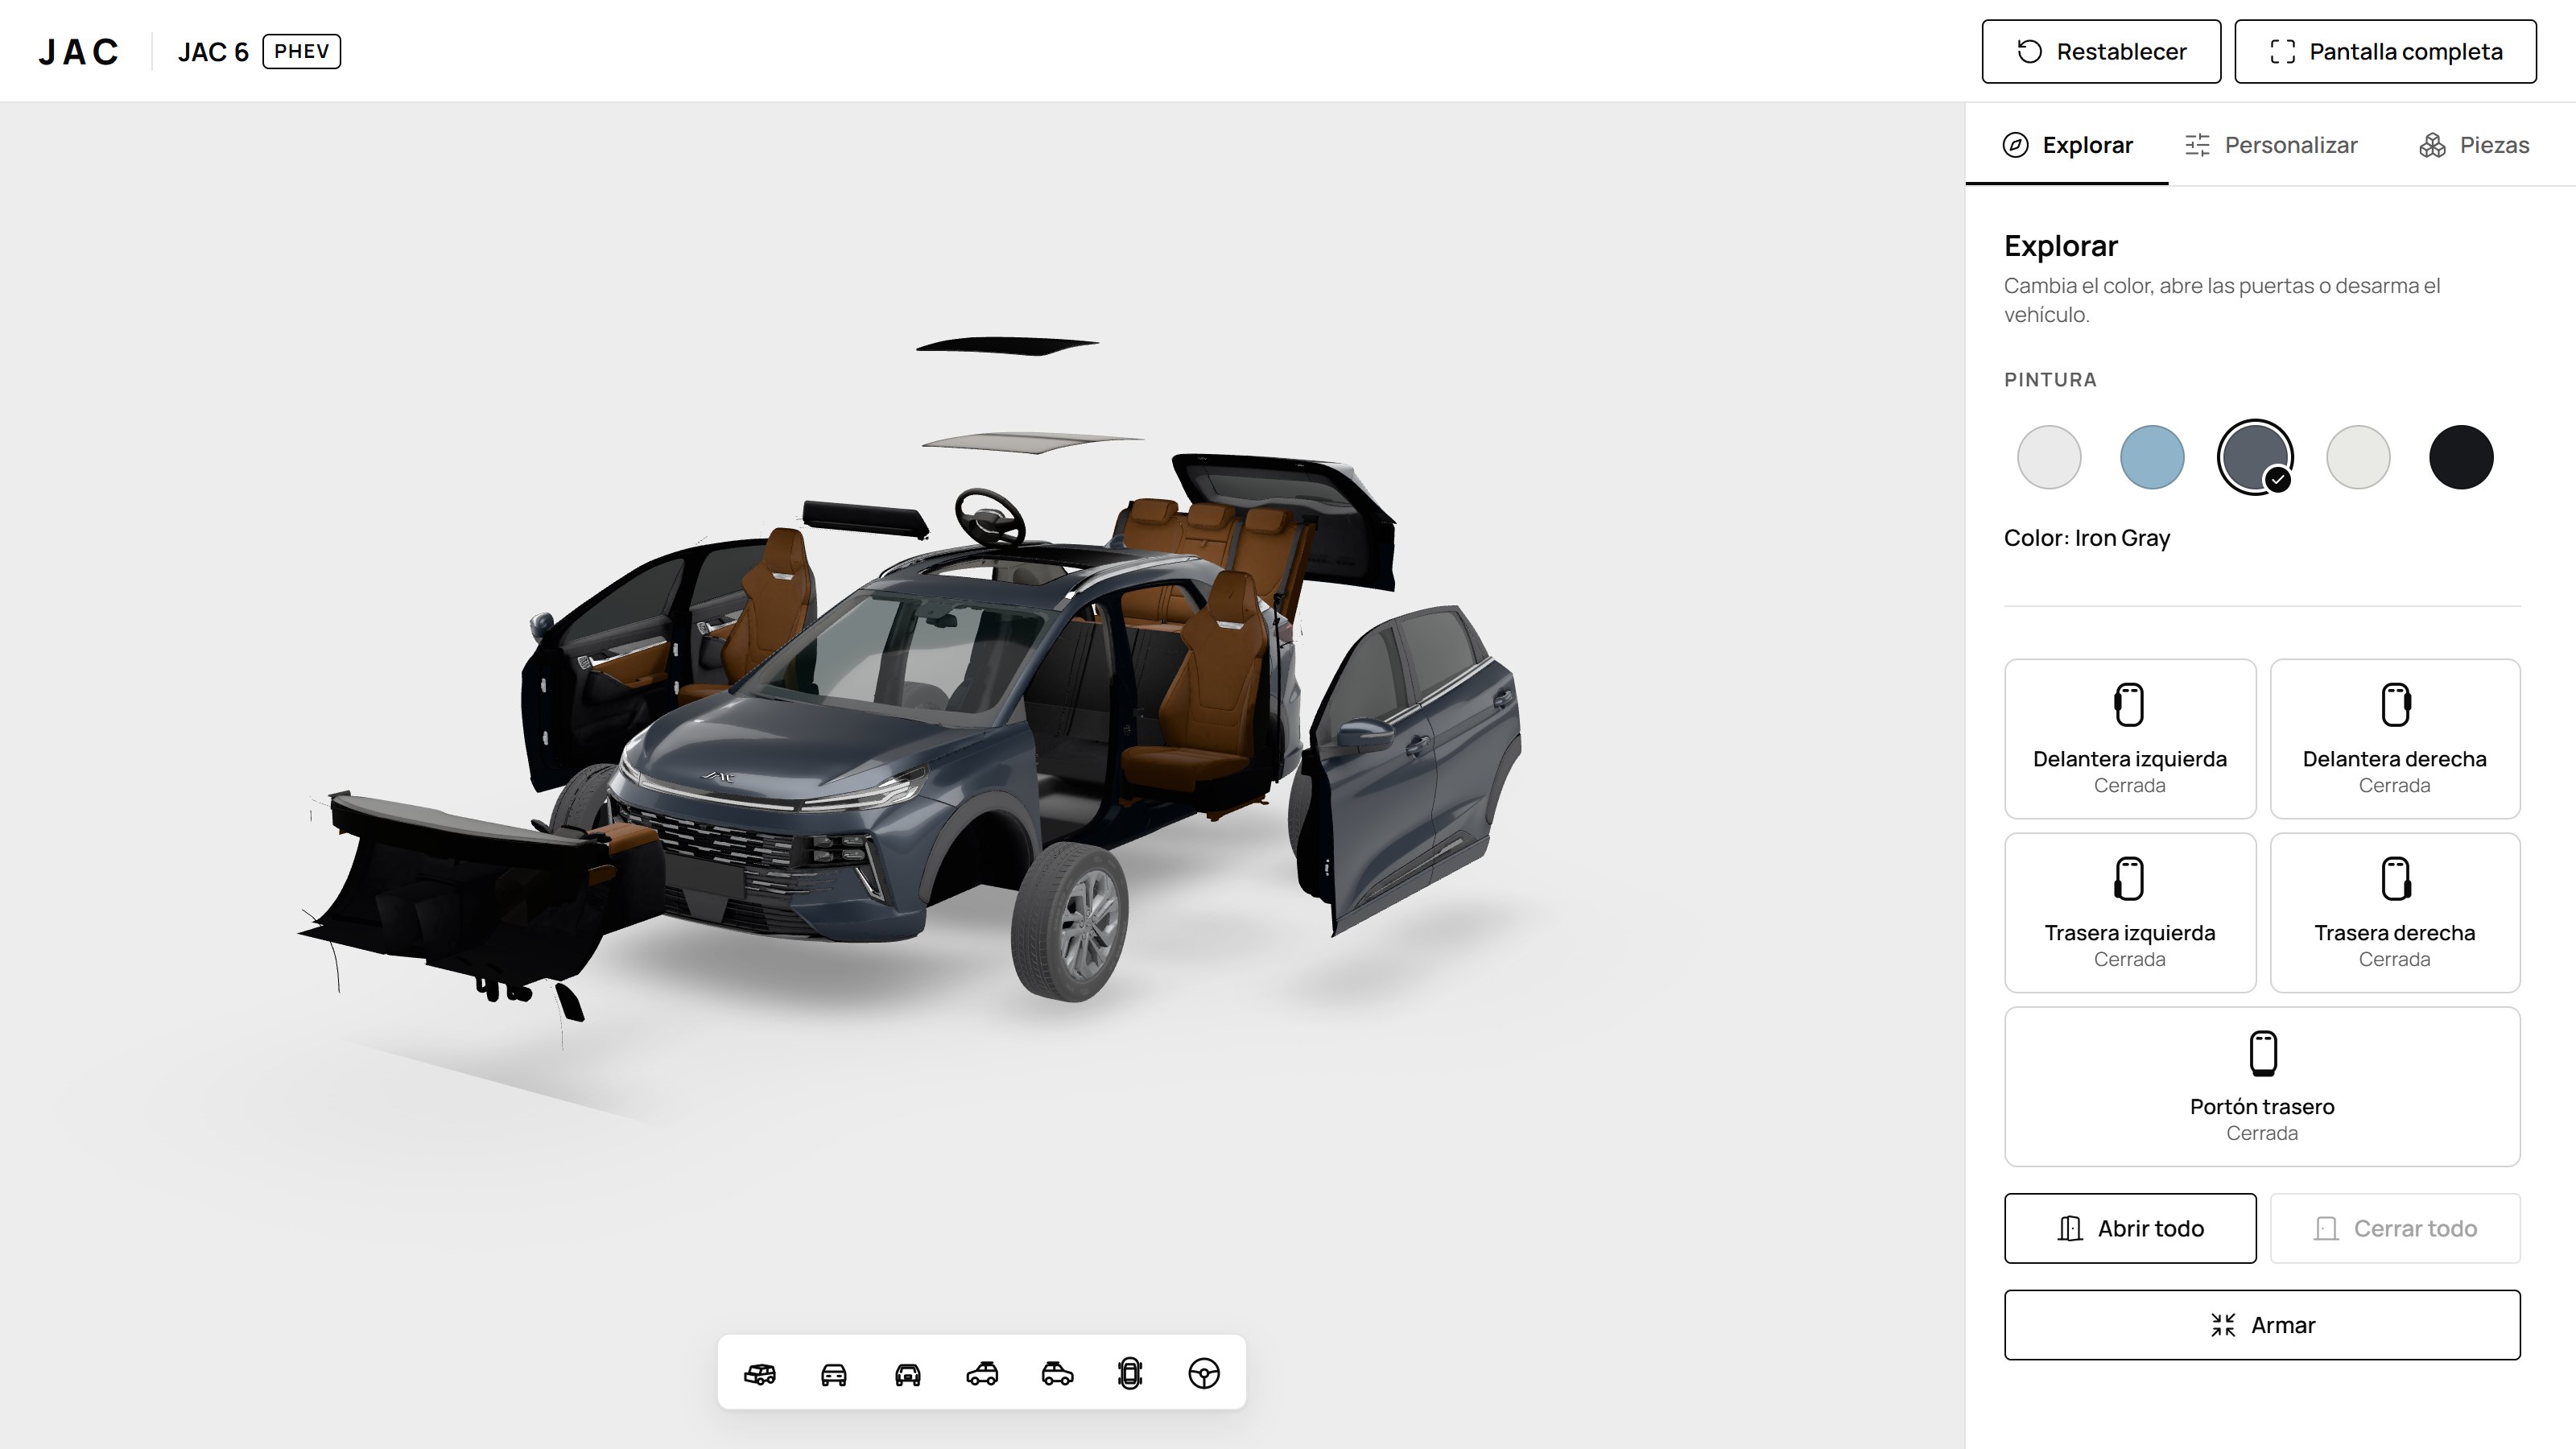 JAC
JAC 6
PHEV
Restablecer
Pantalla completa
Explorar
Personalizar
Piezas
Explorar
Cambia el color, abre las puertas o desarma el
vehículo.
PINTURA
Color: Iron Gray
JAC
Delantera izquierda
Cerrada
Delantera derecha
Cerrada
Trasera izquierda
Cerrada
Trasera derecha
Cerrada
Portón trasero
Cerrada
Abrir todo
Cerrar todo
Armar